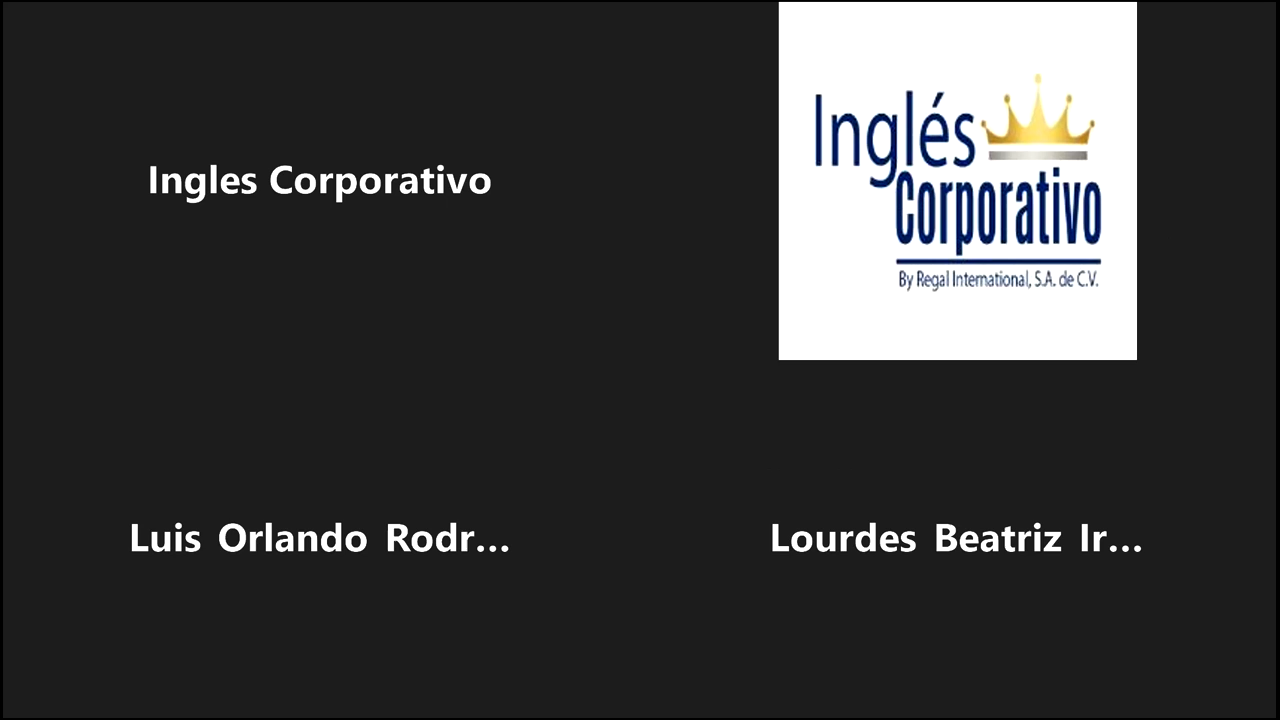 Ingles Corporativo
Inglés
Corporativo
By Regal International, S.A. de C.V.
Luis Orlando Rodr...
Lourdes Beatriz Ir...